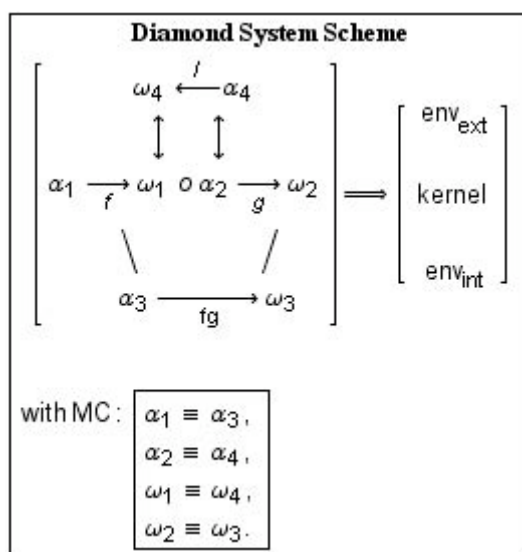 Diamond System Scheme
l
ω4 ← α4
env_ext
↕ ↕
α1 → ω1 o α2 → ω2 ⟹ kernel
f g
\ /
α3 → ω3
env_int
fg
with MC : α1 ≡ α3,
α2 ≡ α4,
ω1 ≡ ω4,
ω2 ≡ ω3.